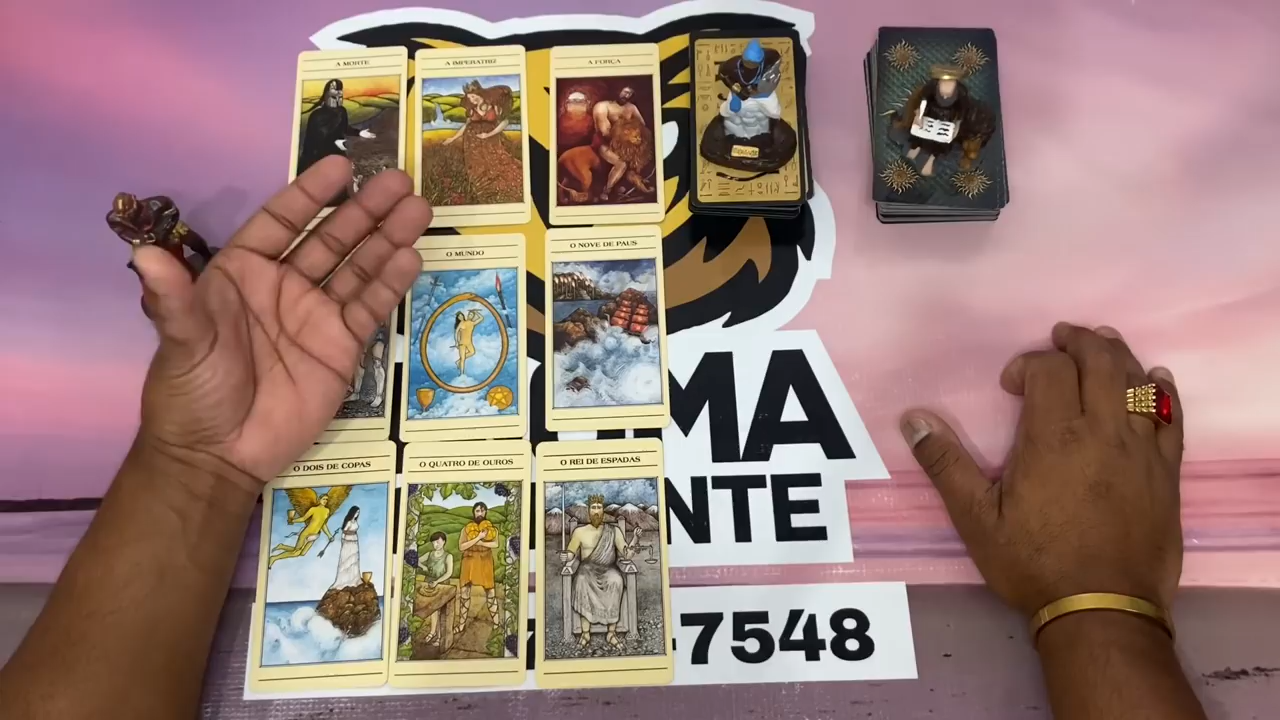 A MORTE
A IMPERATRIZ
A FORÇA
O MUNDO
O NOVE DE PAUS
MA
NTE
O DOIS DE COPAS
O QUATRO DE OUROS
O REI DE ESPADAS
-7548